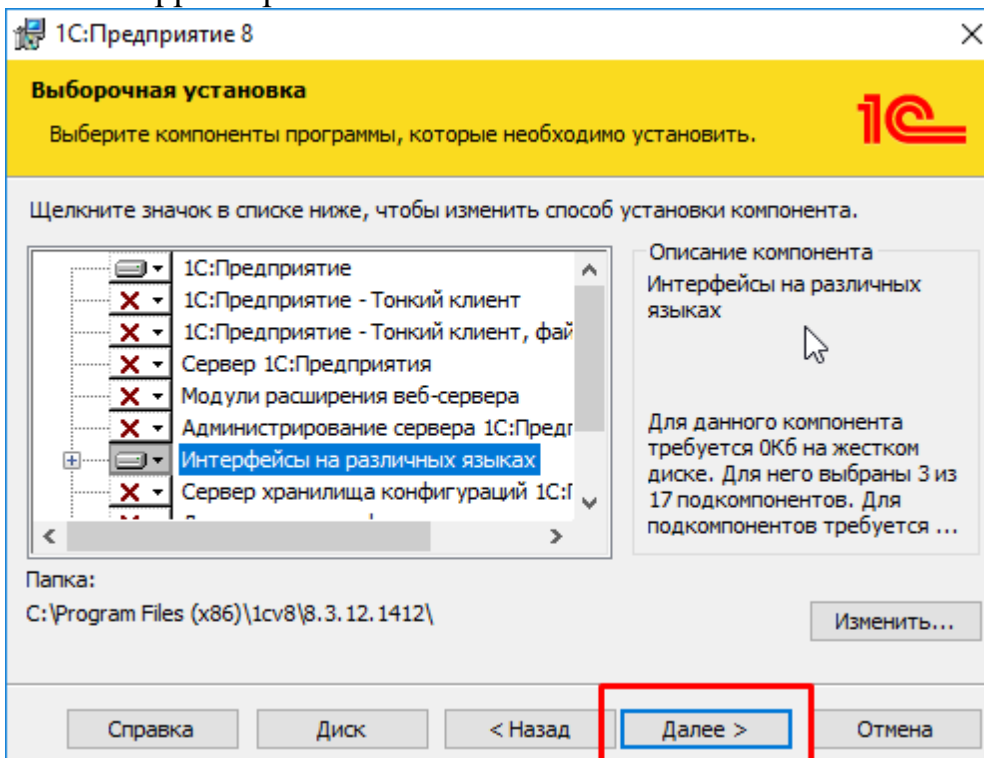 1С:Предприятие 8
Выборочная установка
Выберите компоненты программы, которые необходимо установить.
1С
Щелкните значок в списке ниже, чтобы изменить способ установки компонента.
1С:Предприятие
1С:Предприятие - Тонкий клиент
1С:Предприятие - Тонкий клиент, фай
Сервер 1С:Предприятия
Модули расширения веб-сервера
Администрирование сервера 1С:Предп
Интерфейсы на различных языках
Сервер хранилища конфигураций 1С:П
Описание компонента
Интерфейсы на различных
языках
Для данного компонента
требуется 0Кб на жестком
диске. Для него выбраны 3 из
17 подкомпонентов. Для
подкомпонентов требуется ...
Папка:
C:\Program Files (x86)\1cv8\8.3.12.1412\
Изменить...
Справка
Диск
< Назад
Далее >
Отмена